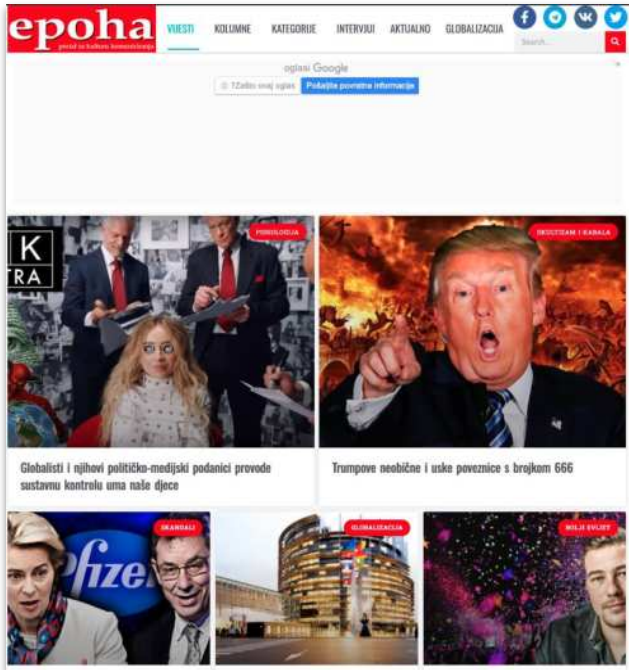 epoha
portal za kulturu komuniciranja
VIJESTI
KOLUMNE
KATEGORIJE
INTERVJUI
AKTUALNO
GLOBALIZACIJA
Search...
oglasi Google
Zašto ovaj oglas
Pošaljite povratne informacije
K
TRA
PSIHOLOGIJA
OKULTIZAM I KABALA
Globalisti i njihovi političko-medijski podanici provode
sustavnu kontrolu uma naše djece
Trumpove neobične i uske poveznice s brojkom 666
SKANDALI
Pfizer
GLOBALIZACIJA
BOLJI SVIJET